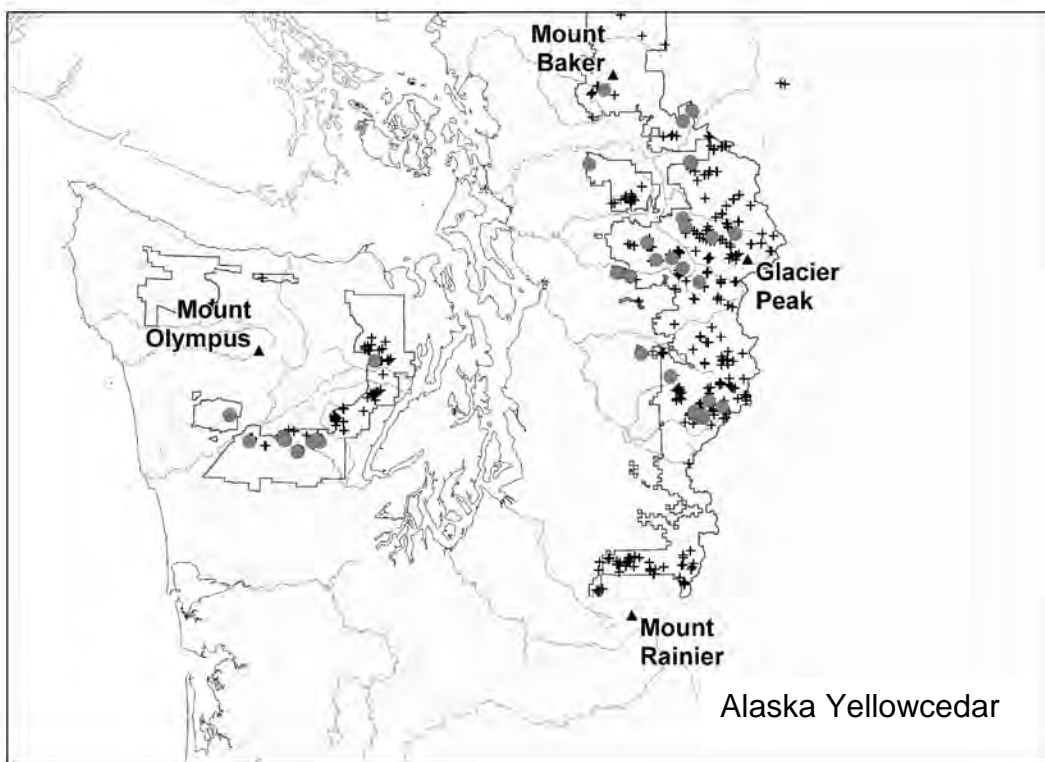 Mount
Baker
Glacier
Peak
Mount
Olympus
Mount
Rainier
Alaska Yellowcedar